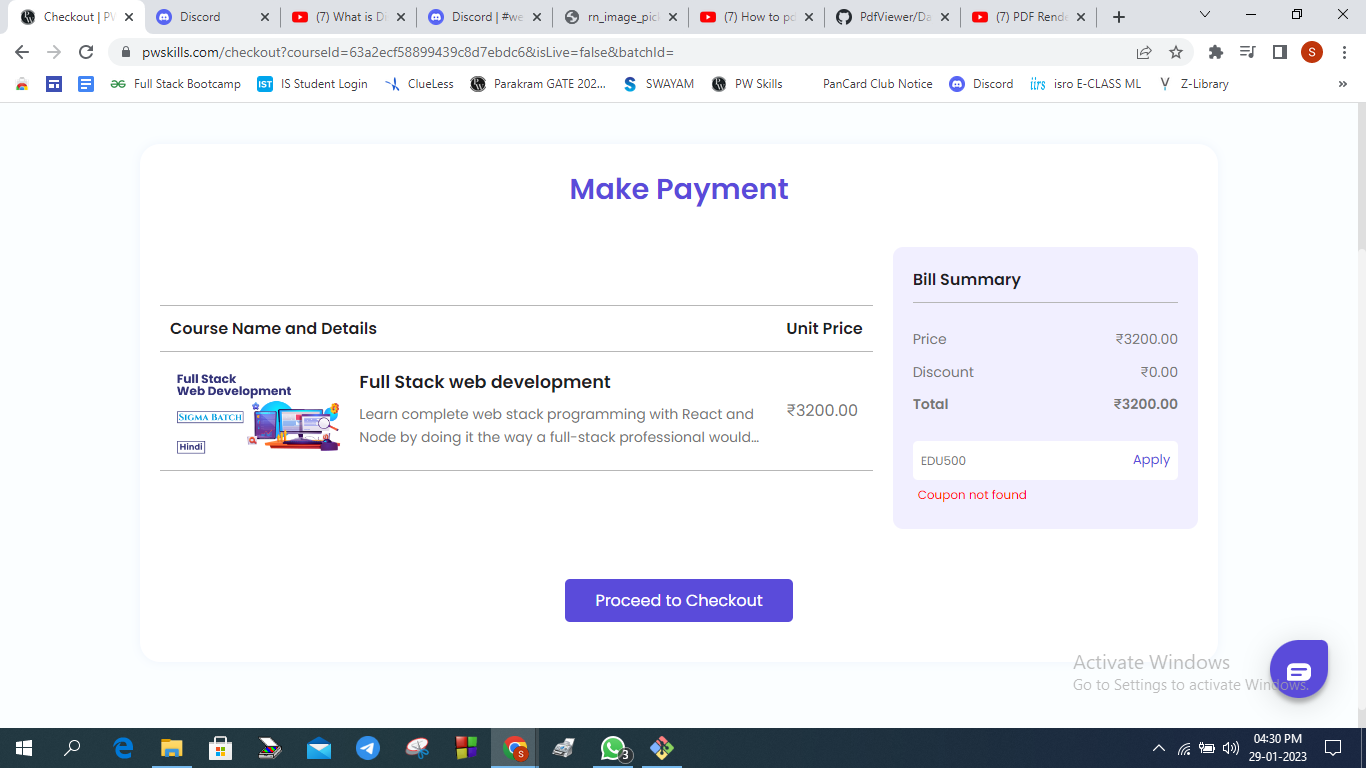 Checkout | PW
Discord
(7) What is Di
Discord | #we
rn_image_pick
(7) How to po
PdfViewer/Da
(7) PDF Rende
pwskills.com/checkout?courseId=63a2ecf58899439c8d7ebdc6&isLive=false&batchId=
S
Full Stack Bootcamp
IST
IS Student Login
ClueLess
Parakram GATE 202...
SWAYAM
PW Skills
PanCard Club Notice
Discord
iirs
isro E-CLASS ML
Z-Library
Make Payment
Course Name and Details
Unit Price
Full Stack
Web Development
SIGMA BATCH
Hindi
Full Stack web development
Learn complete web stack programming with React and
Node by doing it the way a full-stack professional would...
₹3200.00
Bill Summary
Price ₹3200.00
Discount ₹0.00
Total ₹3200.00
EDU500 Apply
Coupon not found
Proceed to Checkout
Activate Windows
Go to Settings to activate Windows.
S
3
04:30 PM
29-01-2023